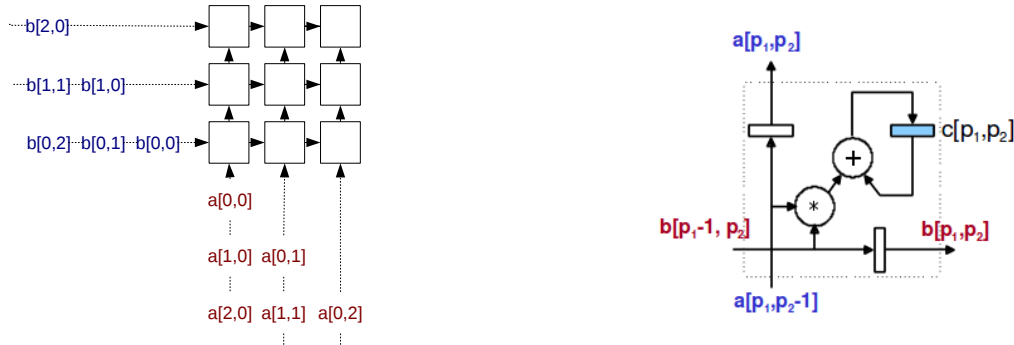 b[2,0]
b[1,1] b[1,0]
b[0,2] b[0,1] b[0,0]
a[0,0]
a[1,0] a[0,1]
a[2,0] a[1,1] a[0,2]
a[p₁,p₂]
c[p₁,p₂]
+
*
b[p₁-1, p₂]
b[p₁,p₂]
a[p₁,p₂-1]